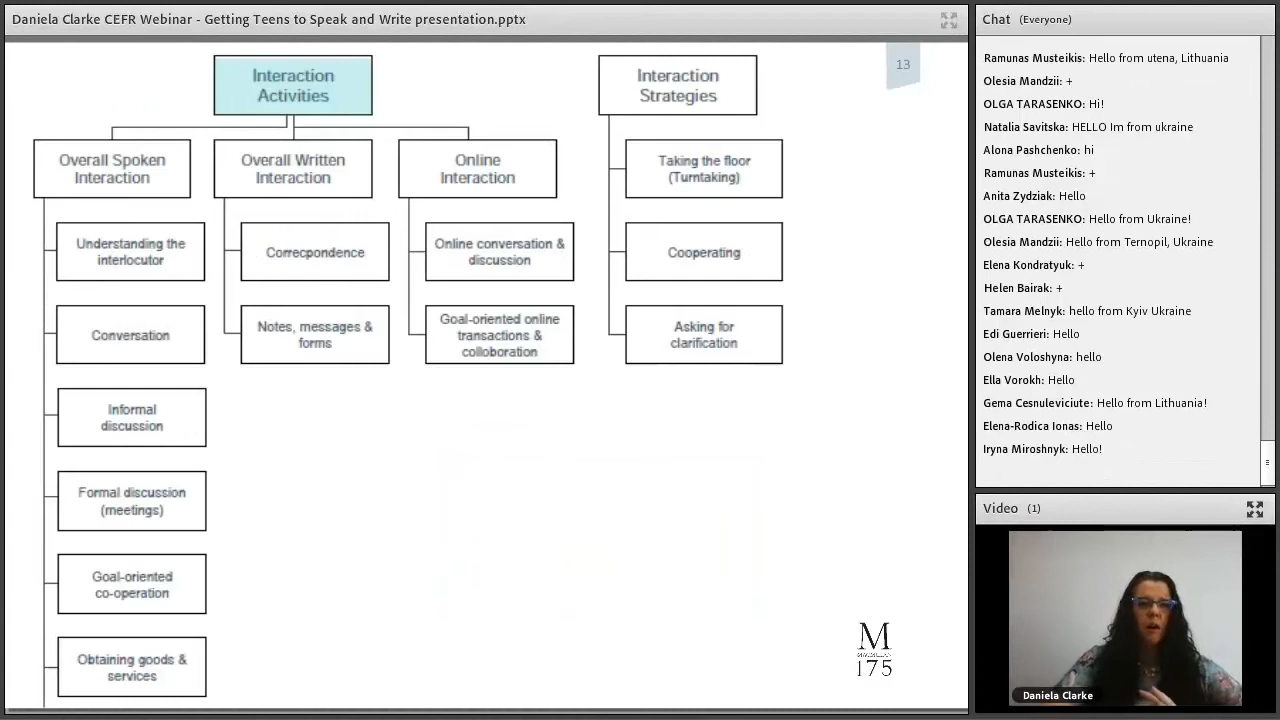 Daniela Clarke CEFR Webinar - Getting Teens to Speak and Write presentation.pptx
13
Interaction
Activities
Overall Spoken
Interaction
Understanding the
interlocutor
Conversation
Informal
discussion
Formal discussion
(meetings)
Goal-oriented
co-operation
Obtaining goods &
services
Overall Written
Interaction
Correcpondence
Notes, messages &
forms
Online
Interaction
Online conversation &
discussion
Goal-oriented online
transactions &
colloboration
Interaction
Strategies
Taking the floor
(Turntaking)
Cooperating
Asking for
clarification
M
MACMILLAN
175
Chat (Everyone)
Ramunas Musteikis: Hello from utena, Lithuania
Olesia Mandzii: +
OLGA TARASENKO: Hi!
Natalia Savitska: HELLO Im from ukraine
Alona Pashchenko: hi
Ramunas Musteikis: +
Anita Zydziak: Hello
OLGA TARASENKO: Hello from Ukraine!
Olesia Mandzii: Hello from Ternopil, Ukraine
Elena Kondratyuk: +
Helen Bairak: +
Tamara Melnyk: hello from Kyiv Ukraine
Edi Guerrieri: Hello
Olena Voloshyna: hello
Ella Vorokh: Hello
Gema Cesnuleviciute: Hello from Lithuania!
Elena-Rodica Ionas: Hello
Iryna Miroshnyk: Hello!
Video (1)
Daniela Clarke